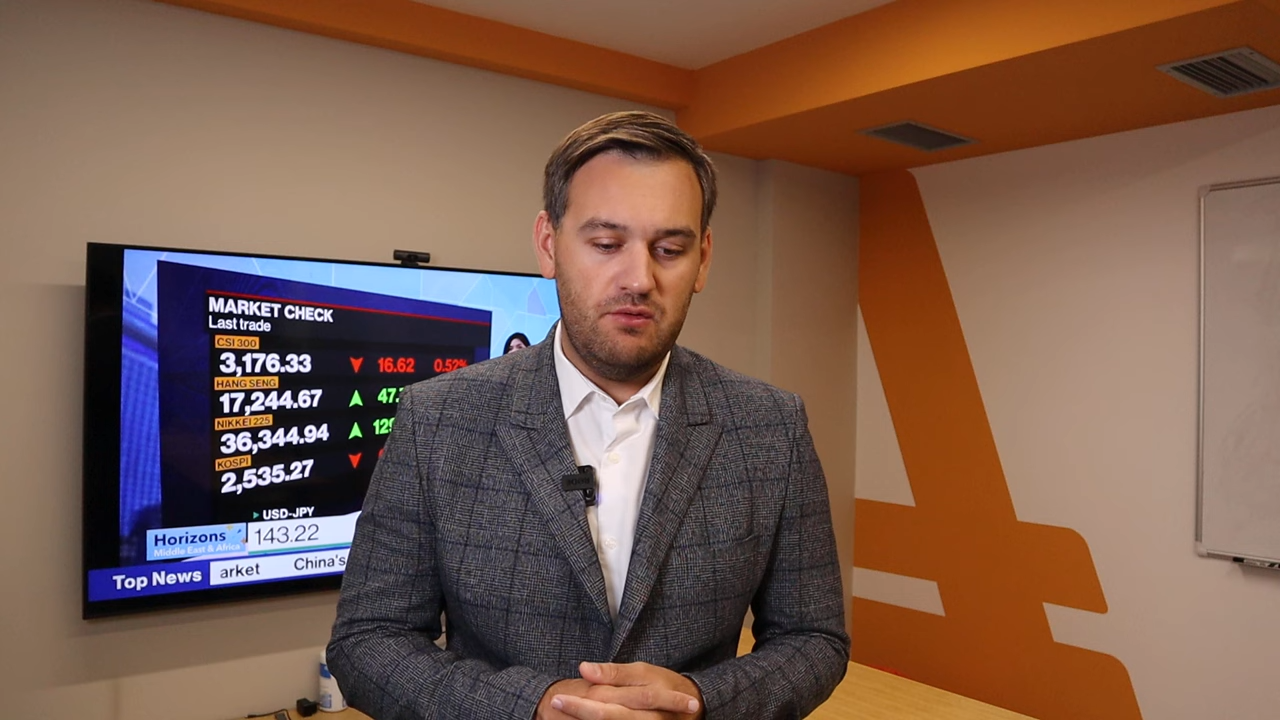 MARKET CHECK
Last trade
CSI 300
3,176.33 16.62 0.52%
HANG SENG
17,244.67 47.
NIKKEI 225
36,344.94 129
KOSPI
2,535.27
USD-JPY
Horizons 143.22
Middle East & Africa
Top News arket China's